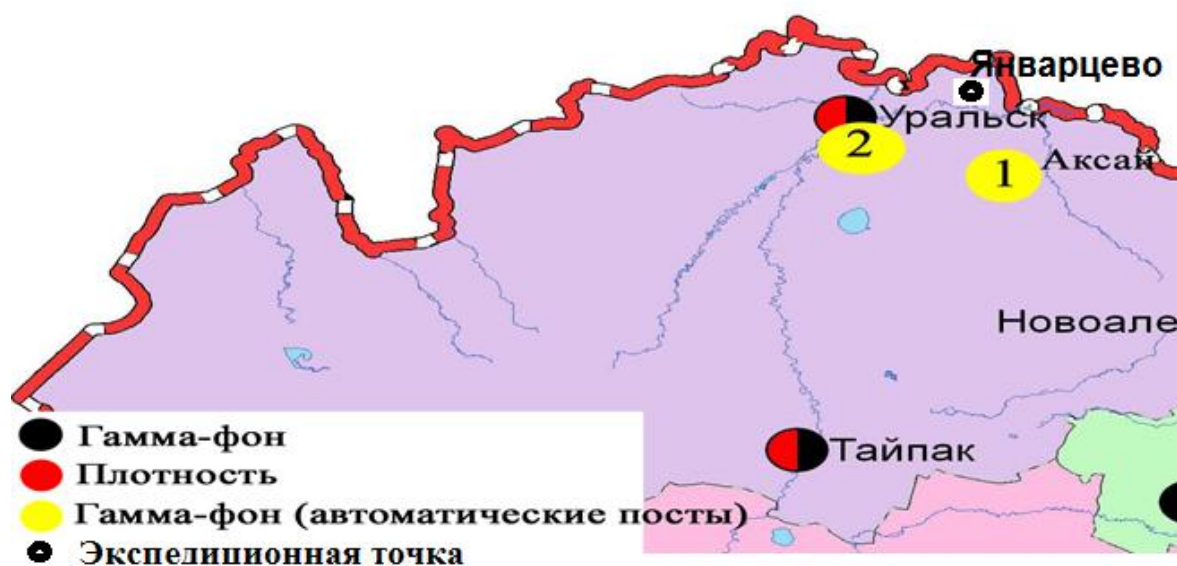 Январцево
Уральск
2
1
Аксай
Новоале
Тайпак
Гамма-фон
Плотность
Гамма-фон (автоматические посты)
Экспедиционная точка